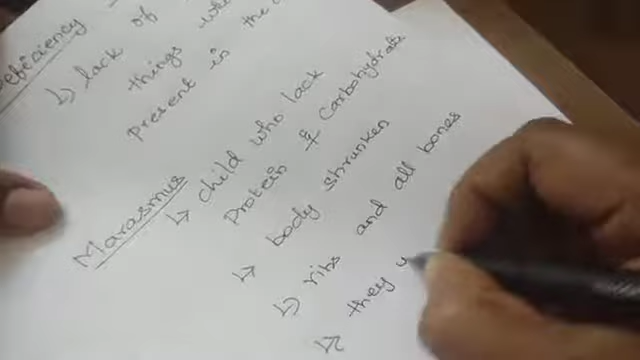 eficiency
↳ lack of
things
Present in the
Marasmus
↳ child who lack
Protein & Carbohydrate
↳ body shrunken
↳ ribs and all bones
↳ they